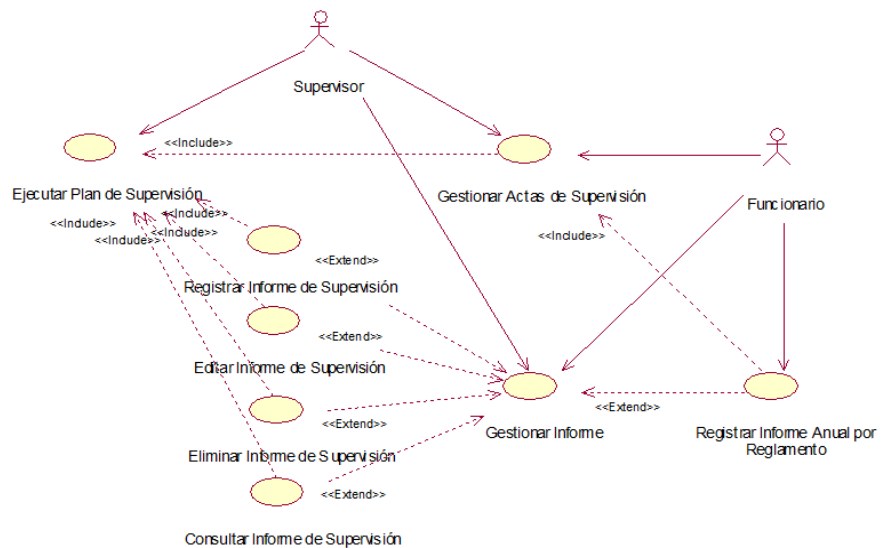 Supervisor
<<Include>>
Ejecutar Plan de Supervisión
Gestionar Actas de Supervisión
Funcionario
<<Include>>
<<Include>>
<<Include>>
<<Include>>
<<Include>>
<<Extend>>
Registrar Informe de Supervisión
<<Extend>>
Editar Informe de Supervisión
<<Extend>>
Gestionar Informe
<<Extend>>
Registrar Informe Anual por
Reglamento
Eliminar Informe de Supervisión
<<Extend>>
Consultar Informe de Supervisión